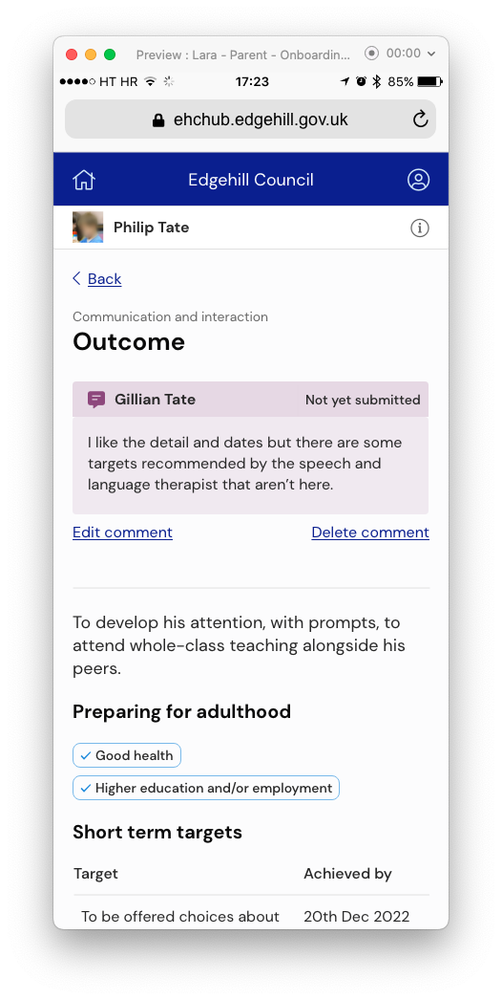 Preview : Lara - Parent - Onboardin... 00:00
HT HR 17:23 85%
ehchub.edgehill.gov.uk
Edgehill Council
Philip Tate
Back
Communication and interaction
Outcome
Gillian Tate Not yet submitted
I like the detail and dates but there are some
targets recommended by the speech and
language therapist that aren’t here.
Edit comment Delete comment
To develop his attention, with prompts, to
attend whole-class teaching alongside his
peers.
Preparing for adulthood
Good health
Higher education and/or employment
Short term targets
Target Achieved by
To be offered choices about 20th Dec 2022